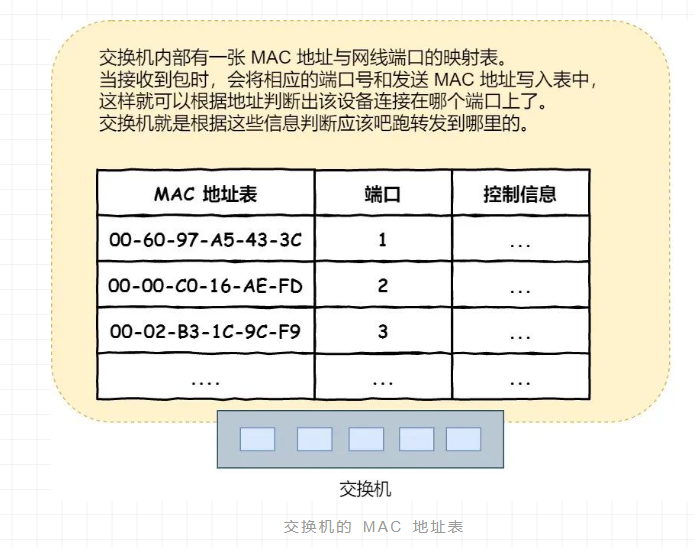 交换机内部有一张 MAC 地址与网线端口的映射表。
当接收到包时，会将相应的端口号和发送 MAC 地址写入表中，
这样就可以根据地址判断出该设备连接在哪个端口上了。
交换机就是根据这些信息判断应该吧跑转发到哪里的。
MAC 地址表 端口 控制信息
00-60-97-A5-43-3C 1 ...
00-00-C0-16-AE-FD 2 ...
00-02-B3-1C-9C-F9 3 ...
.... ... ...
交换机
交换机的 MAC 地址表